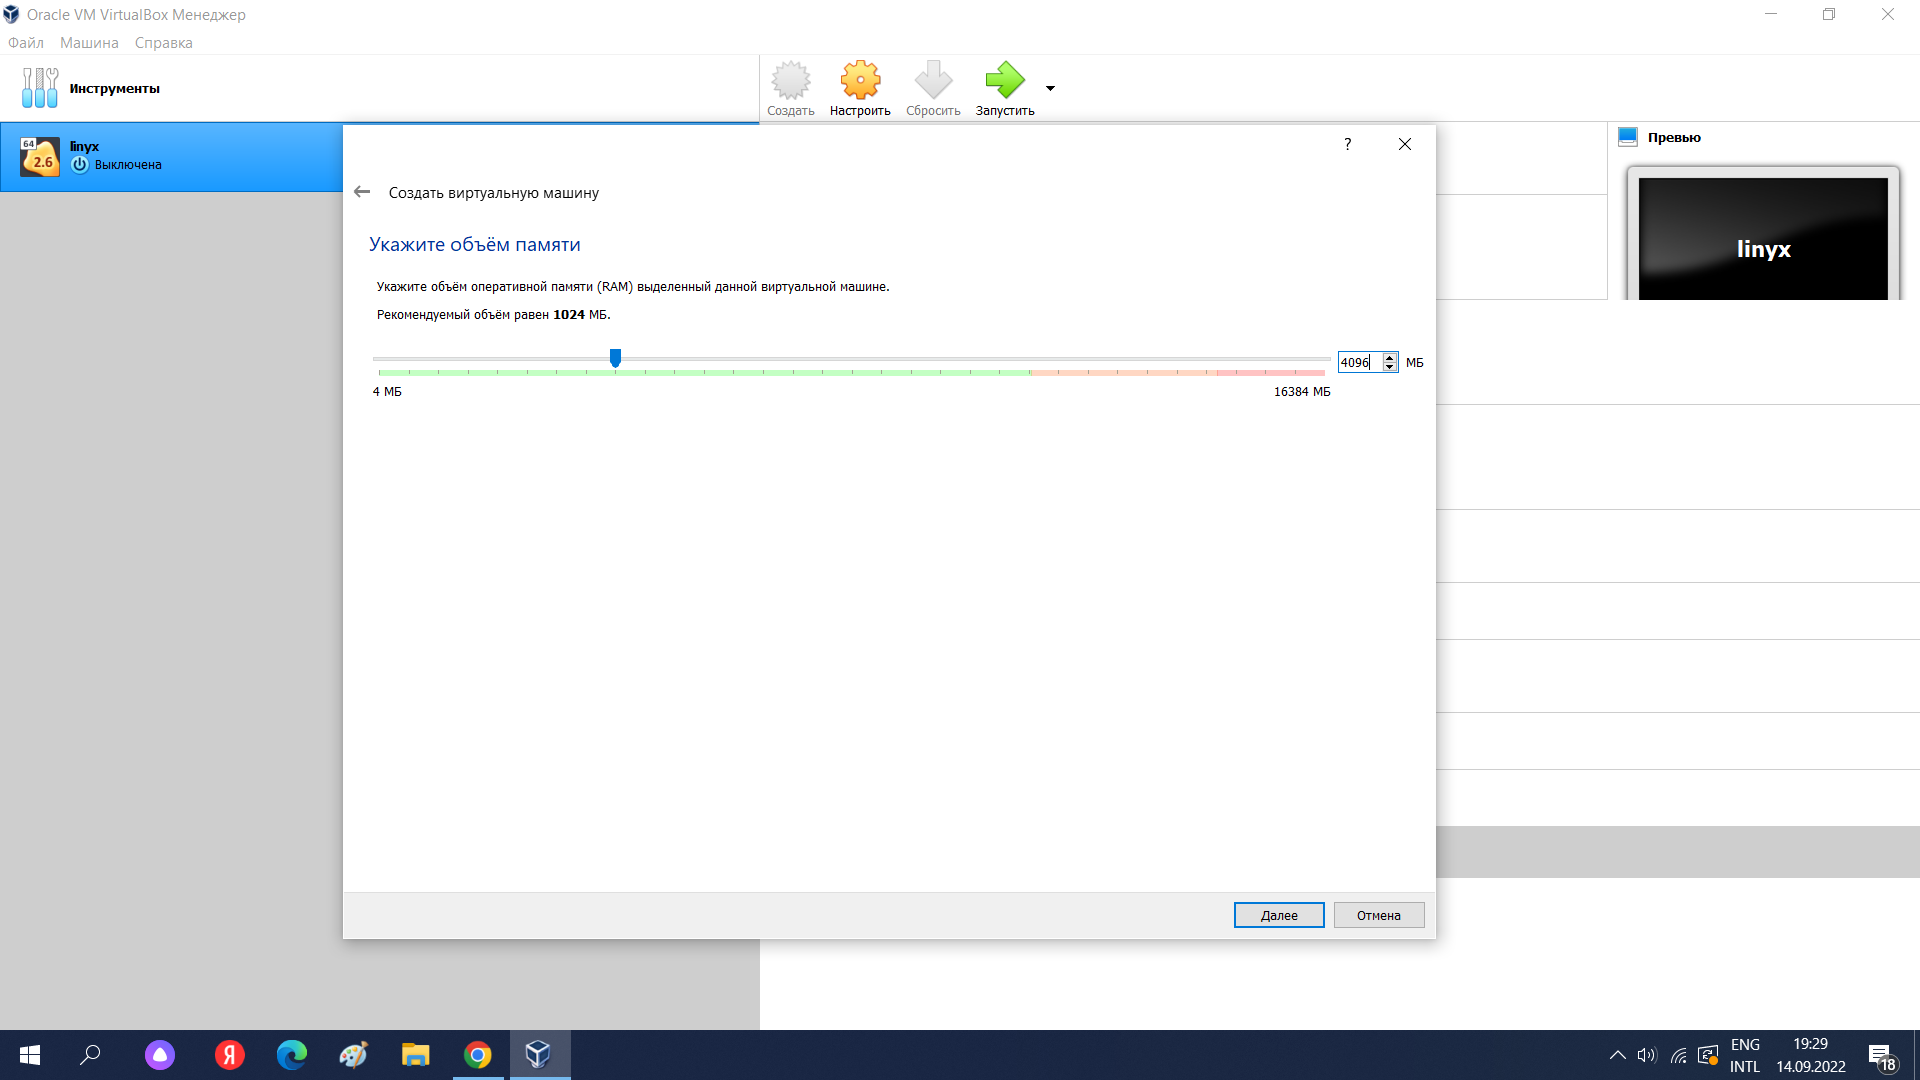 Oracle VM VirtualBox Менеджер
Файл Машина Справка
Инструменты
Создать Настроить Сбросить Запустить
64
2.6
linyx
Выключена
?
Превью
linyx
Создать виртуальную машину
Укажите объём памяти
Укажите объём оперативной памяти (RAM) выделенный данной виртуальной машине.
Рекомендуемый объём равен 1024 МБ.
4096 МБ
4 МБ 16384 МБ
Далее Отмена
Я
ENG
INTL
19:29
14.09.2022
18